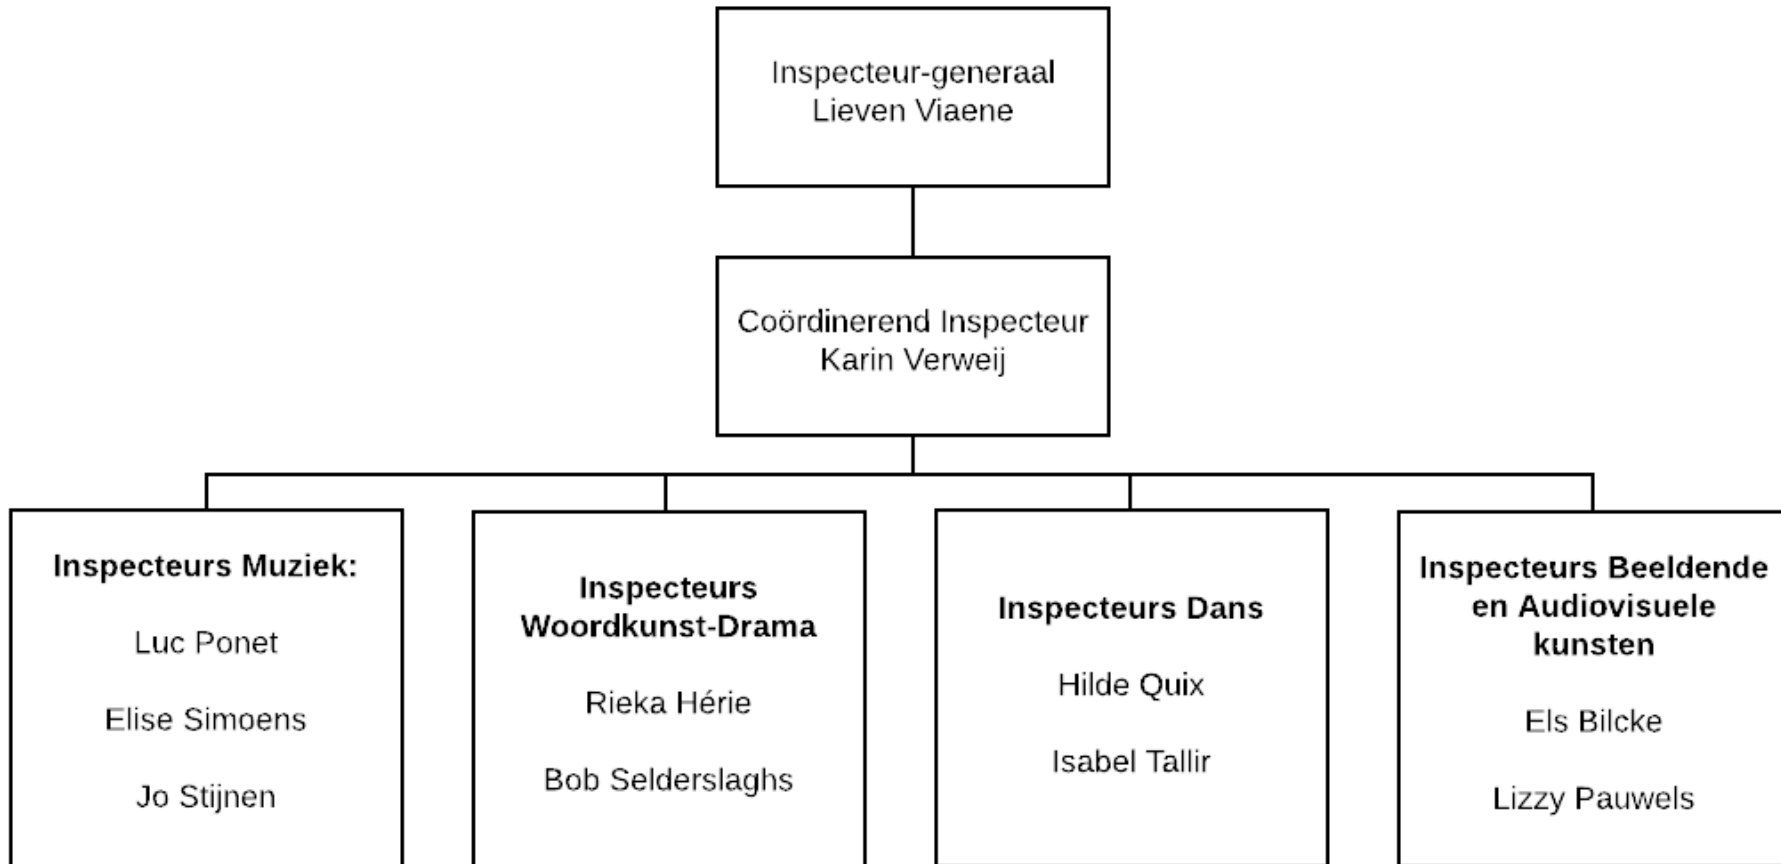 Inspecteur-generaal
Lieven Viaene
Coördinerend Inspecteur
Karin Verweij
Inspecteurs Muziek:
Luc Ponet
Elise Simoens
Jo Stijnen
Inspecteurs
Woordkunst-Drama
Rieka Hérie
Bob Selderslaghs
Inspecteurs Dans
Hilde Quix
Isabel Tallir
Inspecteurs Beeldende
en Audiovisuele
kunsten
Els Bilcke
Lizzy Pauwels